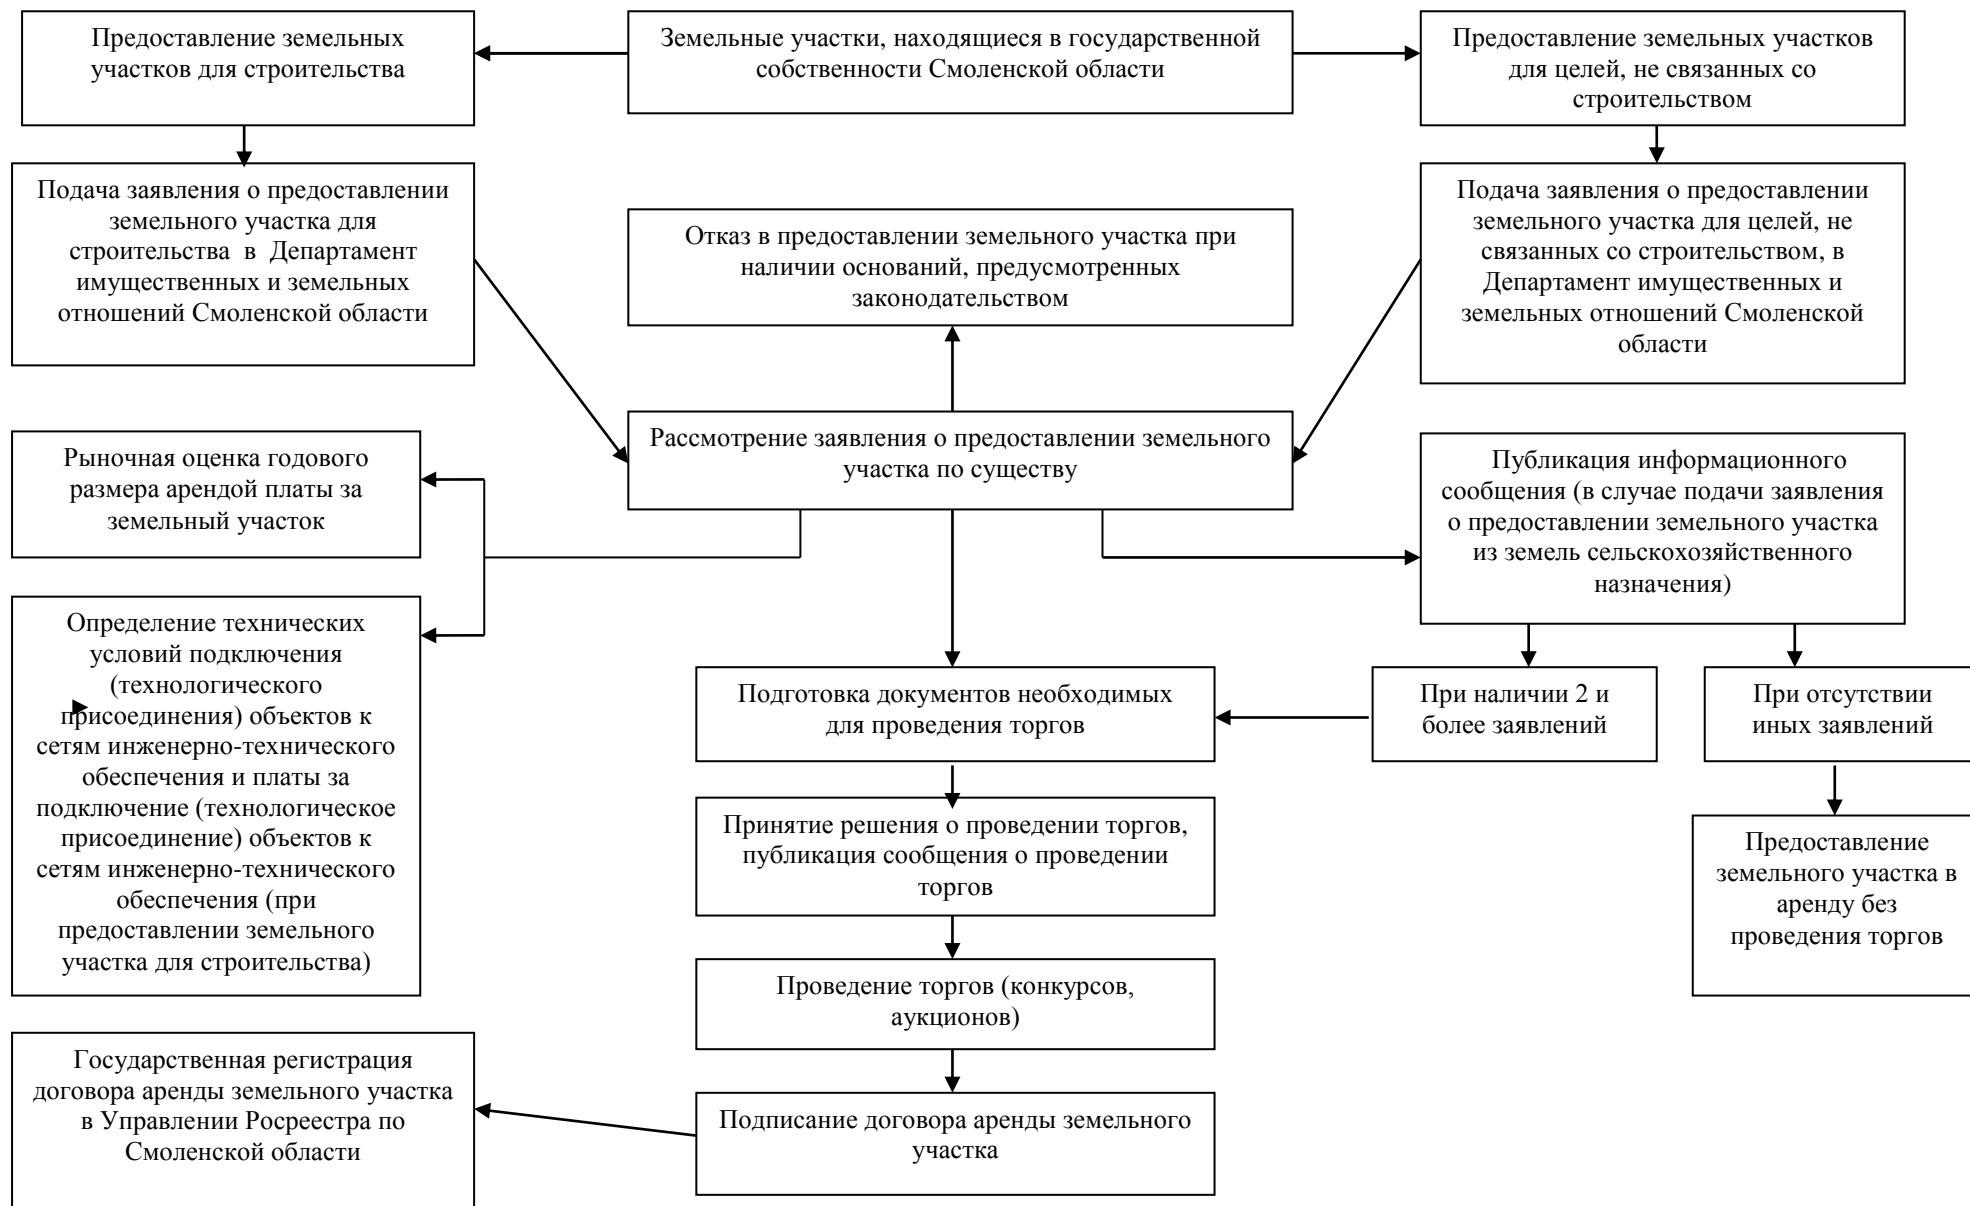 Предоставление земельных
участков для строительства
Земельные участки, находящиеся в государственной
собственности Смоленской области
Предоставление земельных участков
для целей, не связанных со
строительством
Подача заявления о предоставлении
земельного участка для
строительства в Департамент
имущественных и земельных
отношений Смоленской области
Отказ в предоставлении земельного участка при
наличии оснований, предусмотренных
законодательством
Подача заявления о предоставлении
земельного участка для целей, не
связанных со строительством, в
Департамент имущественных и
земельных отношений Смоленской
области
Рассмотрение заявления о предоставлении земельного
участка по существу
Рыночная оценка годового
размера арендой платы за
земельный участок
Публикация информационного
сообщения (в случае подачи заявления
о предоставлении земельного участка
из земель сельскохозяйственного
назначения)
Определение технических
условий подключения
(технологического
присоединения) объектов к
сетям инженерно-технического
обеспечения и платы за
подключение (технологическое
присоединение) объектов к
сетям инженерно-технического
обеспечения (при
предоставлении земельного
участка для строительства)
Подготовка документов необходимых
для проведения торгов
При наличии 2 и
более заявлений
При отсутствии
иных заявлений
Принятие решения о проведении торгов,
публикация сообщения о проведении
торгов
Предоставление
земельного участка в
аренду без
проведения торгов
Проведение торгов (конкурсов,
аукционов)
Государственная регистрация
договора аренды земельного участка
в Управлении Росреестра по
Смоленской области
Подписание договора аренды земельного
участка